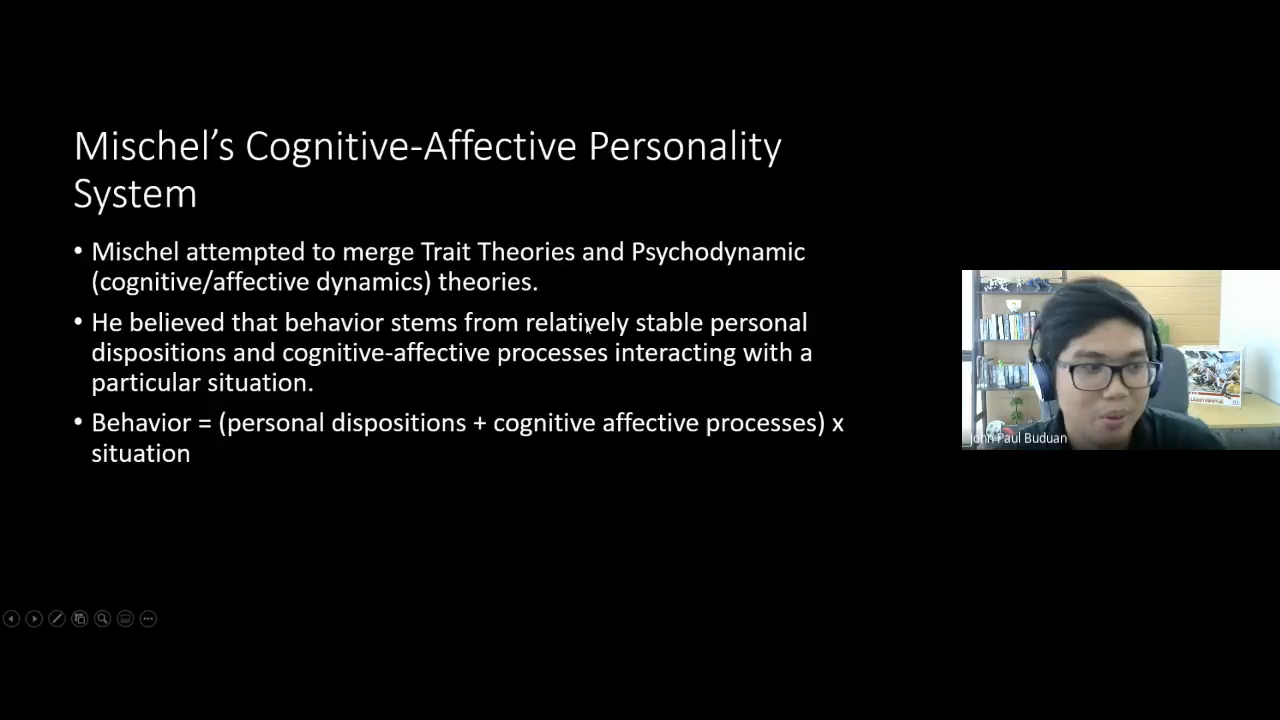 Mischel’s Cognitive-Affective Personality
System
• Mischel attempted to merge Trait Theories and Psychodynamic
(cognitive/affective dynamics) theories.
• He believed that behavior stems from relatively stable personal
dispositions and cognitive-affective processes interacting with a
particular situation.
• Behavior = (personal dispositions + cognitive affective processes) x
situation
John Paul Buduan